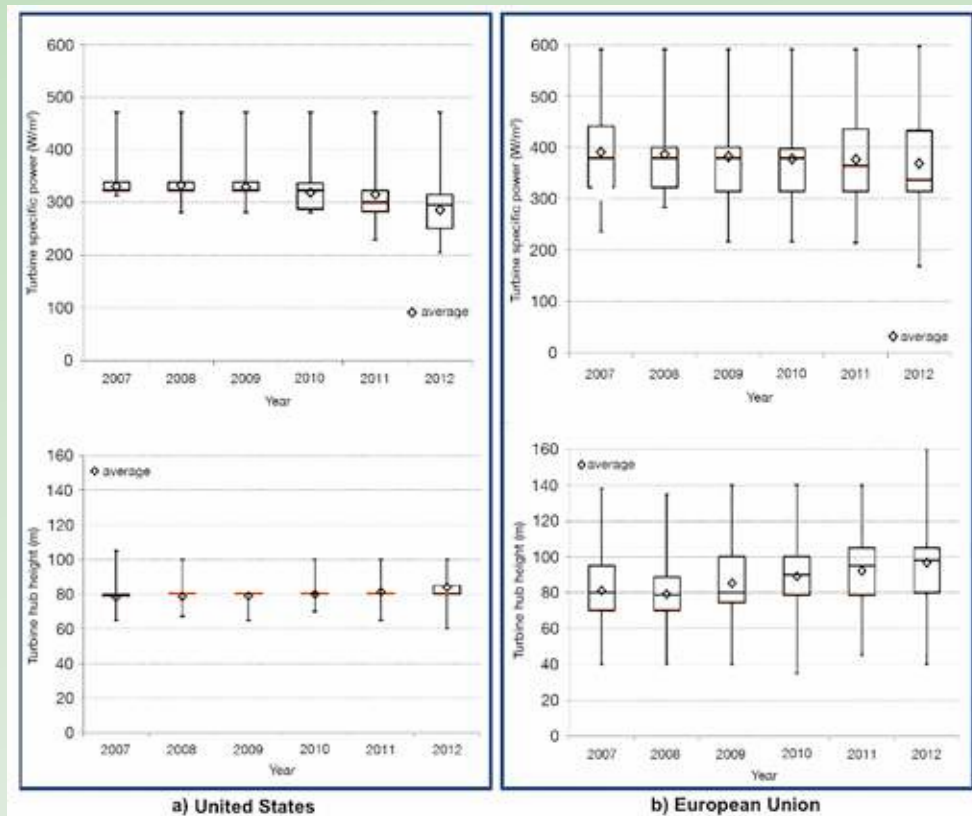 600
500
400
300
200
100
0
Turbine specific power (W/m²)
average
2007 2008 2009 2010 2011 2012
Year
160
140
120
100
80
60
40
20
0
Turbine hub height (m)
average
2007 2008 2009 2010 2011 2012
Year
a) United States
600
500
400
300
200
100
0
Turbine specific power (W/m²)
average
2007 2008 2009 2010 2011 2012
Year
160
140
120
100
80
60
40
20
0
Turbine hub height (m)
average
2007 2008 2009 2010 2011 2012
Year
b) European Union